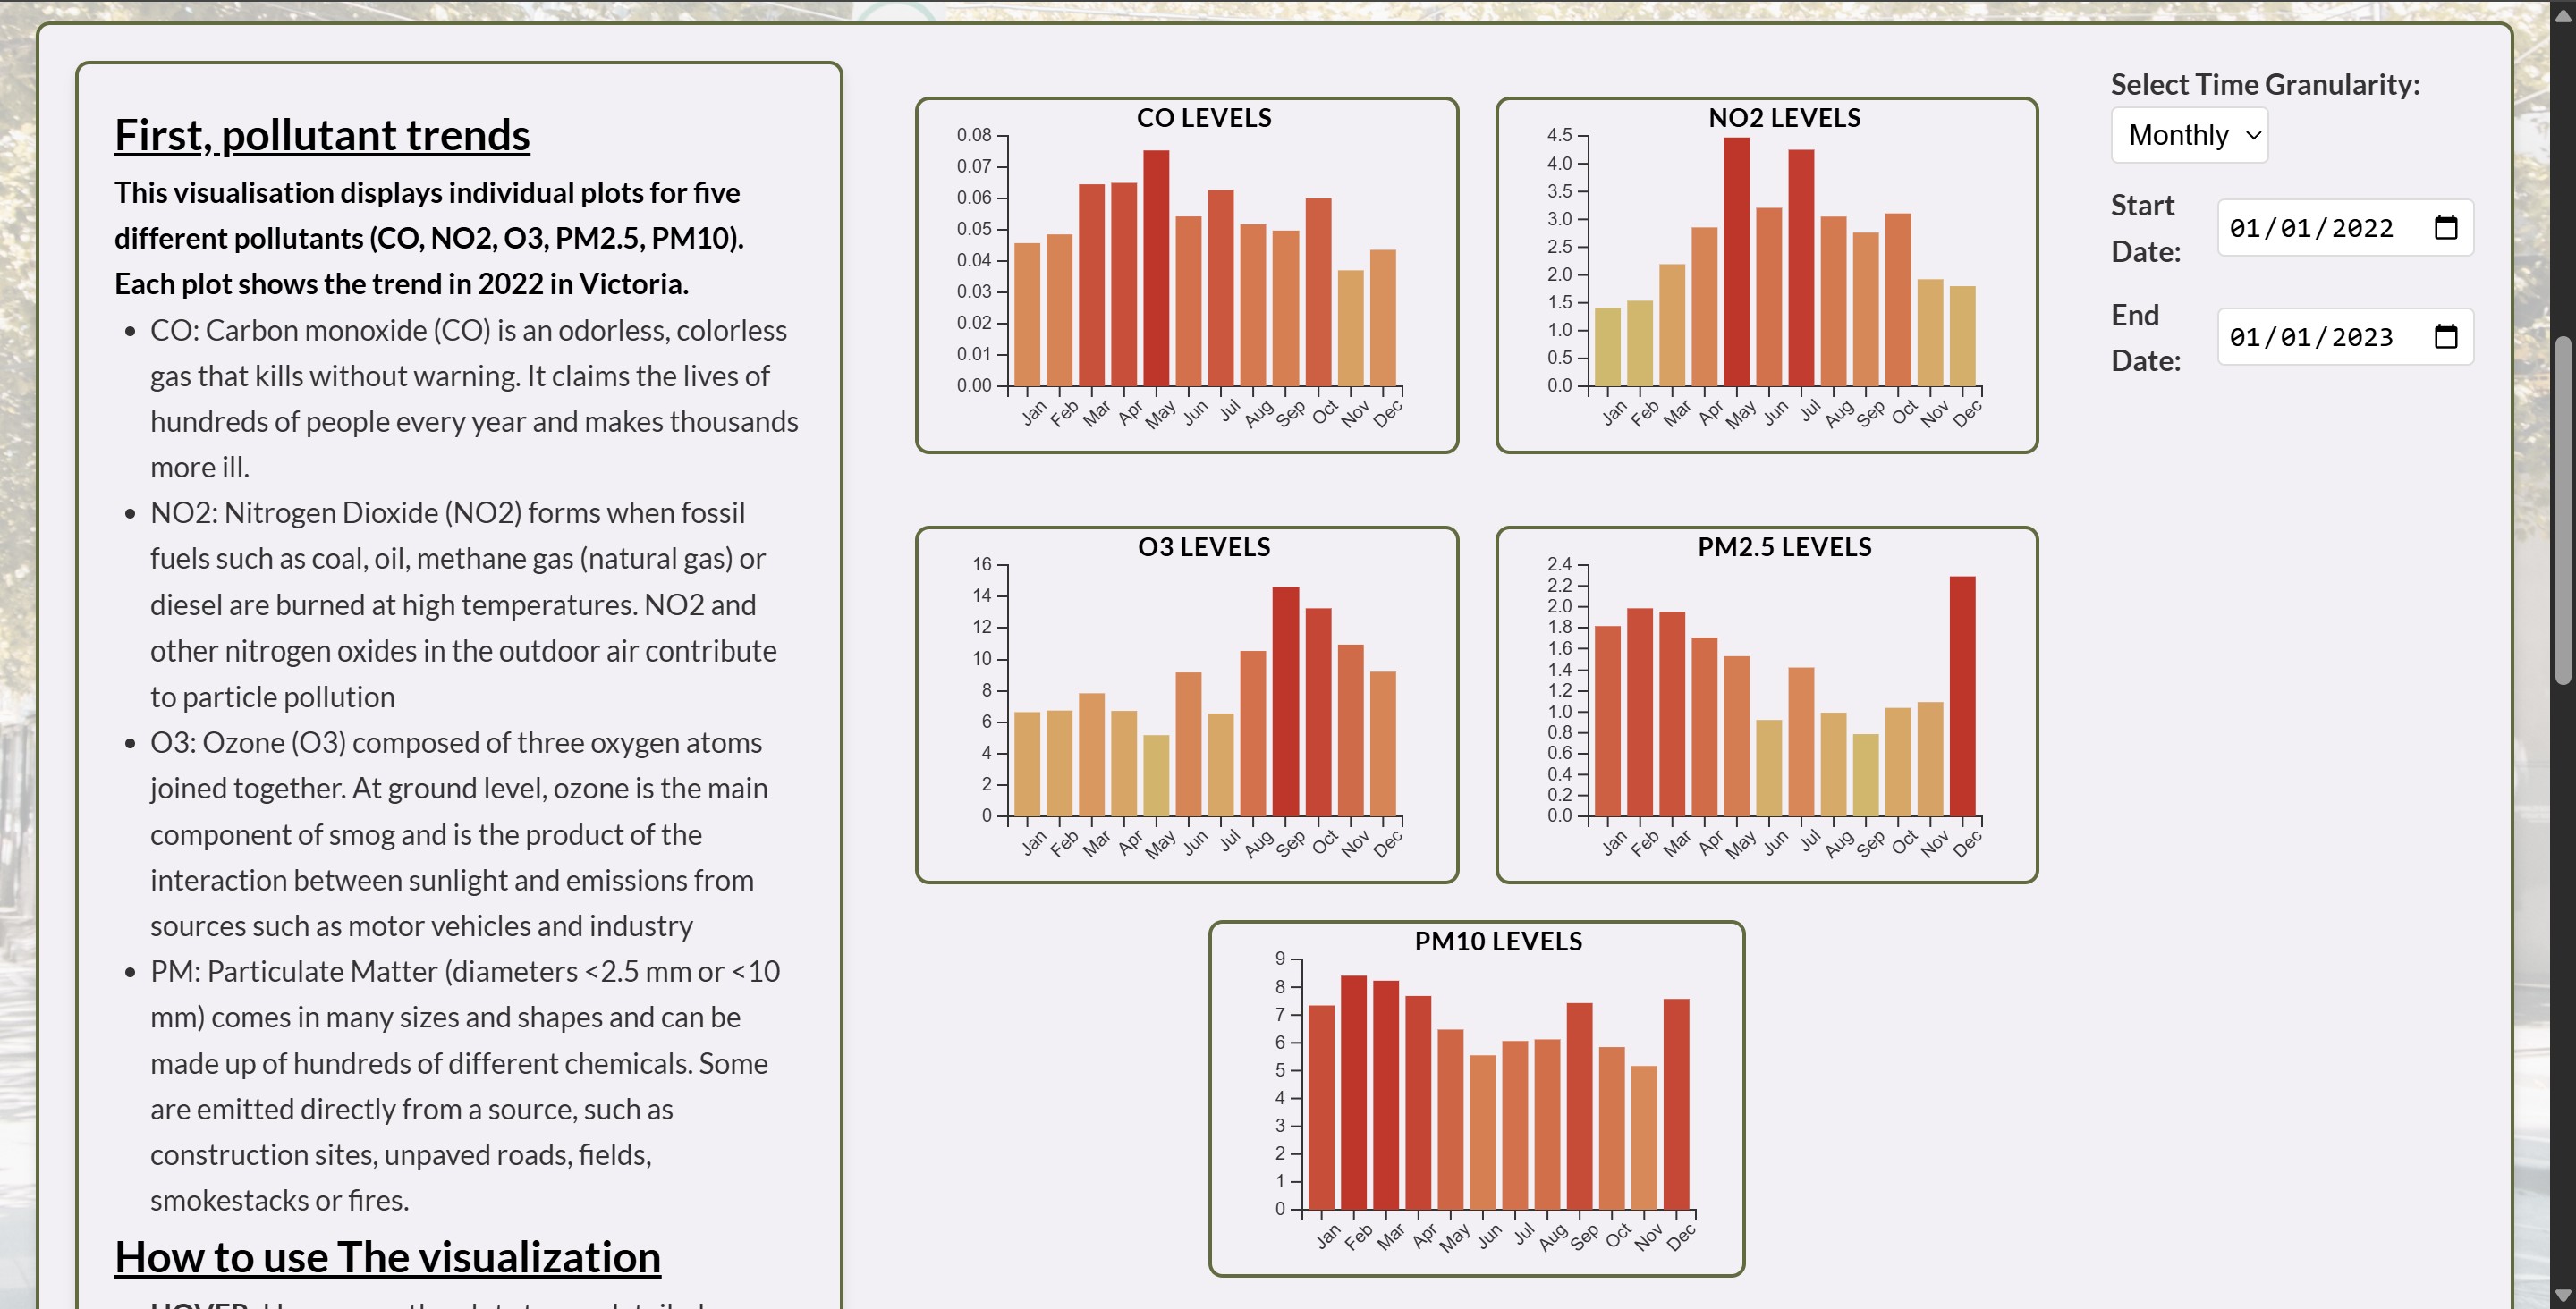 First, pollutant trends
This visualisation displays individual plots for five
different pollutants (CO, NO2, O3, PM2.5, PM10).
Each plot shows the trend in 2022 in Victoria.
• CO: Carbon monoxide (CO) is an odorless, colorless
gas that kills without warning. It claims the lives of
hundreds of people every year and makes thousands
more ill.
• NO2: Nitrogen Dioxide (NO2) forms when fossil
fuels such as coal, oil, methane gas (natural gas) or
diesel are burned at high temperatures. NO2 and
other nitrogen oxides in the outdoor air contribute
to particle pollution
• O3: Ozone (O3) composed of three oxygen atoms
joined together. At ground level, ozone is the main
component of smog and is the product of the
interaction between sunlight and emissions from
sources such as motor vehicles and industry
• PM: Particulate Matter (diameters <2.5 mm or <10
mm) comes in many sizes and shapes and can be
made up of hundreds of different chemicals. Some
are emitted directly from a source, such as
construction sites, unpaved roads, fields,
smokestacks or fires.
How to use The visualization
CO LEVELS
0.08
0.07
0.06
0.05
0.04
0.03
0.02
0.01
0.00
Jan Feb Mar Apr May Jun Jul Aug Sep Oct Nov Dec
NO2 LEVELS
4.5
4.0
3.5
3.0
2.5
2.0
1.5
1.0
0.5
0.0
Jan Feb Mar Apr May Jun Jul Aug Sep Oct Nov Dec
O3 LEVELS
16
14
12
10
8
6
4
2
0
Jan Feb Mar Apr May Jun Jul Aug Sep Oct Nov Dec
PM2.5 LEVELS
2.4
2.2
2.0
1.8
1.6
1.4
1.2
1.0
0.8
0.6
0.4
0.2
0.0
Jan Feb Mar Apr May Jun Jul Aug Sep Oct Nov Dec
PM10 LEVELS
9
8
7
6
5
4
3
2
1
0
Jan Feb Mar Apr May Jun Jul Aug Sep Oct Nov Dec
Select Time Granularity:
Monthly
Start
Date:
01/01/2022
End
Date:
01/01/2023